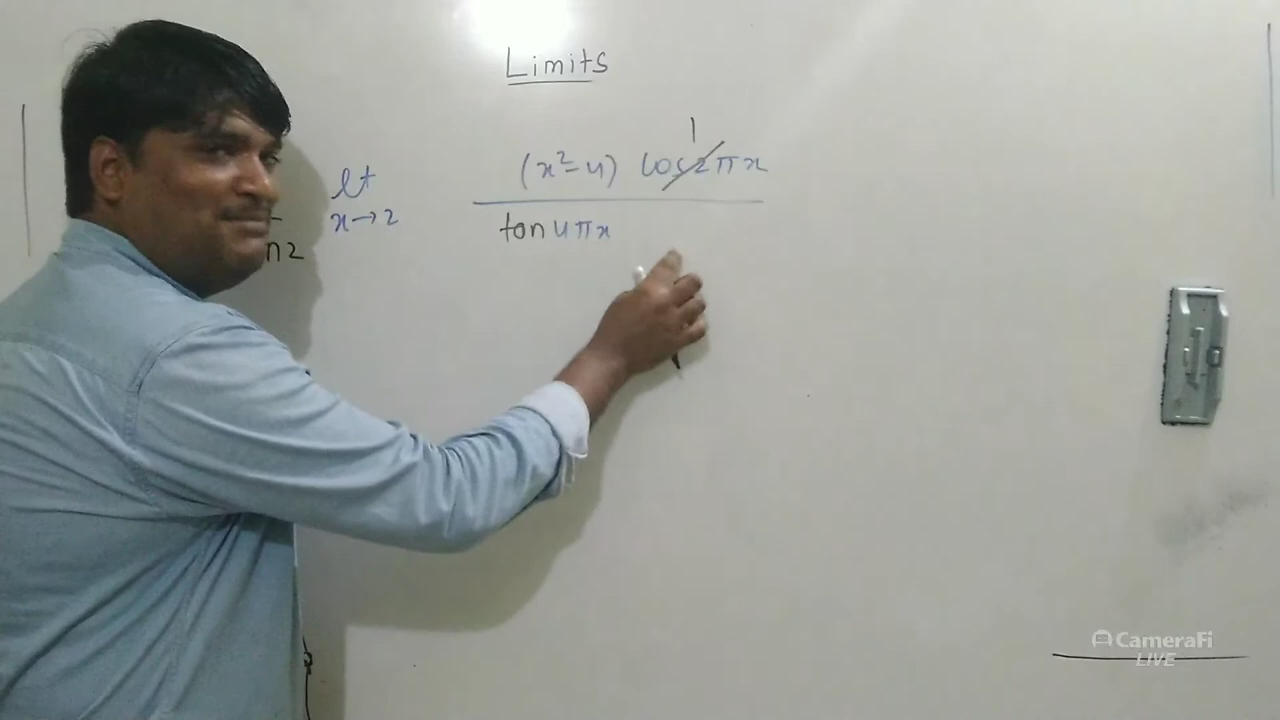 Limits
1
lt (x²-4) cos2πx
x→2
n2 tan4πx
CameraFi
LIVE